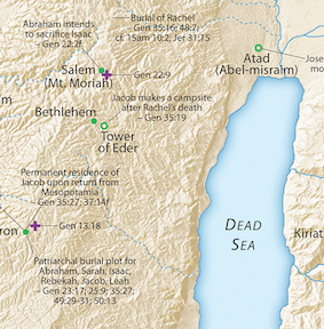 Abraham intends
to sacrifice Isaac
– Gen 22:2f
Burial of Rachel
– Gen 35:16; 48:7;
cf. 1Sam 10:2; Jer 31:15
Salem
(Mt. Moriah)
Gen 22:9
Atad
(Abel-misraim)
Jose
mo
Jacob makes a campsite
after Rachel's death
– Gen 35:19
Bethlehem
Tower
of Eder
Permanent residence of
Jacob upon return from
Mesopotamia
– Gen 35:27; 37:14f
ron
Gen 13:18
DEAD
SEA
Kiriat
Patriarchal burial plot for
Abraham, Sarah, Isaac,
Rebekah, Jacob, Leah
– Gen 23:17; 25:9; 35:27;
49:29-31; 50:13